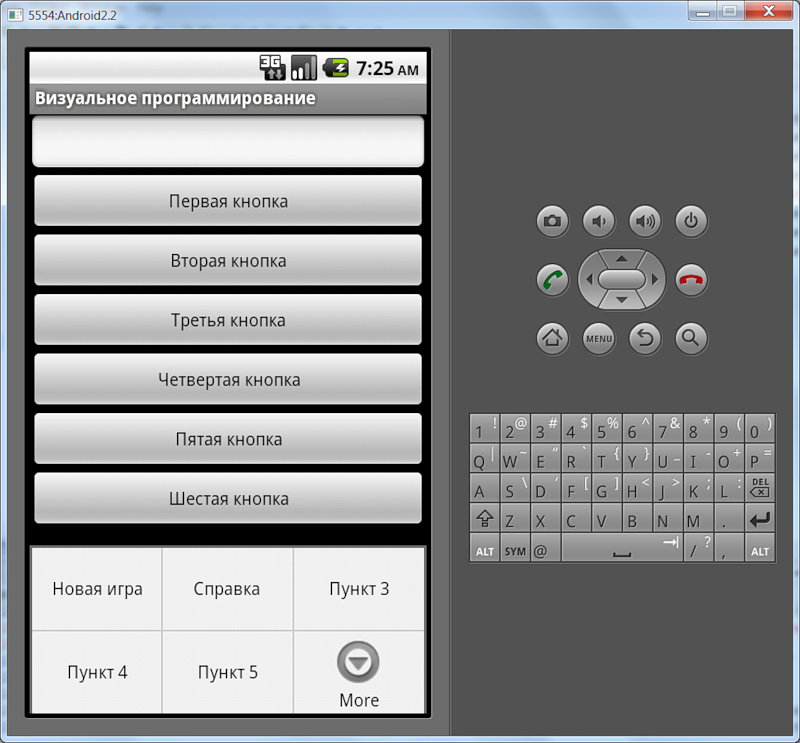 5554:Android2.2
3G 7:25 AM
Визуальное программирование
Первая кнопка
Вторая кнопка
Третья кнопка
Четвертая кнопка
Пятая кнопка
Шестая кнопка
Новая игра Справка Пункт 3
Пункт 4 Пункт 5 More
MENU
1 ! 2 @ 3 # 4 $ 5 % 6 ^ 7 & 8 * 9 ( 0 )
Q | W ~ E " R ` T { Y } U _ I - O + P =
A S \ D ' F [ G ] H < J > K ; L : DEL
Z X C V B N M .
ALT SYM @ / ? , ALT